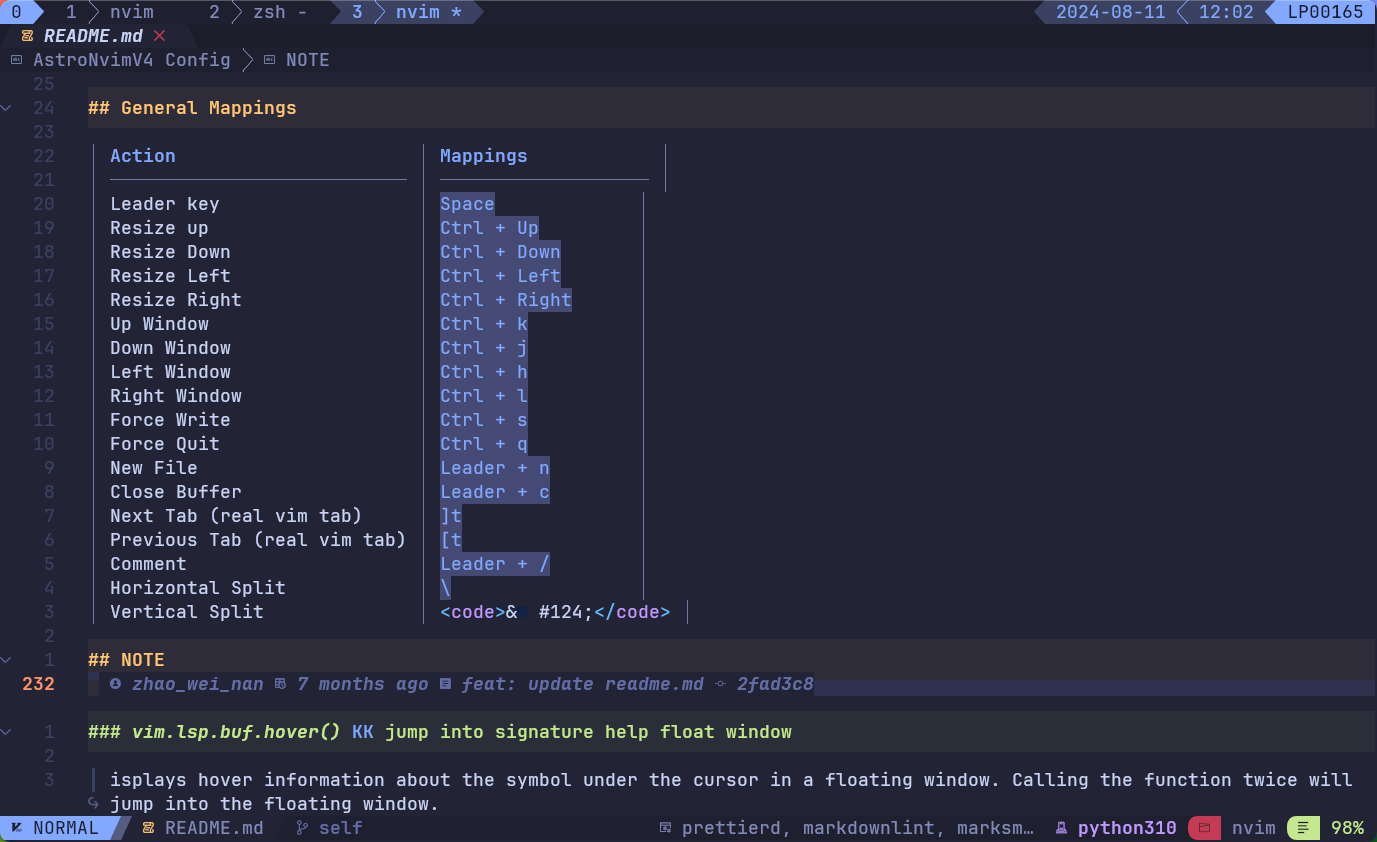 0 1 nvim 2 zsh - 3 nvim * 2024-08-11 12:02 LP00165
README.md
AstroNvimV4 Config NOTE
25
24 ## General Mappings
23
22 Action Mappings
21
20 Leader key Space
19 Resize up Ctrl + Up
18 Resize Down Ctrl + Down
17 Resize Left Ctrl + Left
16 Resize Right Ctrl + Right
15 Up Window Ctrl + k
14 Down Window Ctrl + j
13 Left Window Ctrl + h
12 Right Window Ctrl + l
11 Force Write Ctrl + s
10 Force Quit Ctrl + q
9 New File Leader + n
8 Close Buffer Leader + c
7 Next Tab (real vim tab) ]t
6 Previous Tab (real vim tab) [t
5 Comment Leader + /
4 Horizontal Split \
3 Vertical Split <code>& #124;</code>
2
1 ## NOTE
232 zhao_wei_nan 7 months ago feat: update readme.md 2fad3c8
1 ### vim.lsp.buf.hover() KK jump into signature help float window
2
3 isplays hover information about the symbol under the cursor in a floating window. Calling the function twice will
jump into the floating window.
NORMAL README.md self prettierd, markdownlint, marksm… python310 nvim 98%